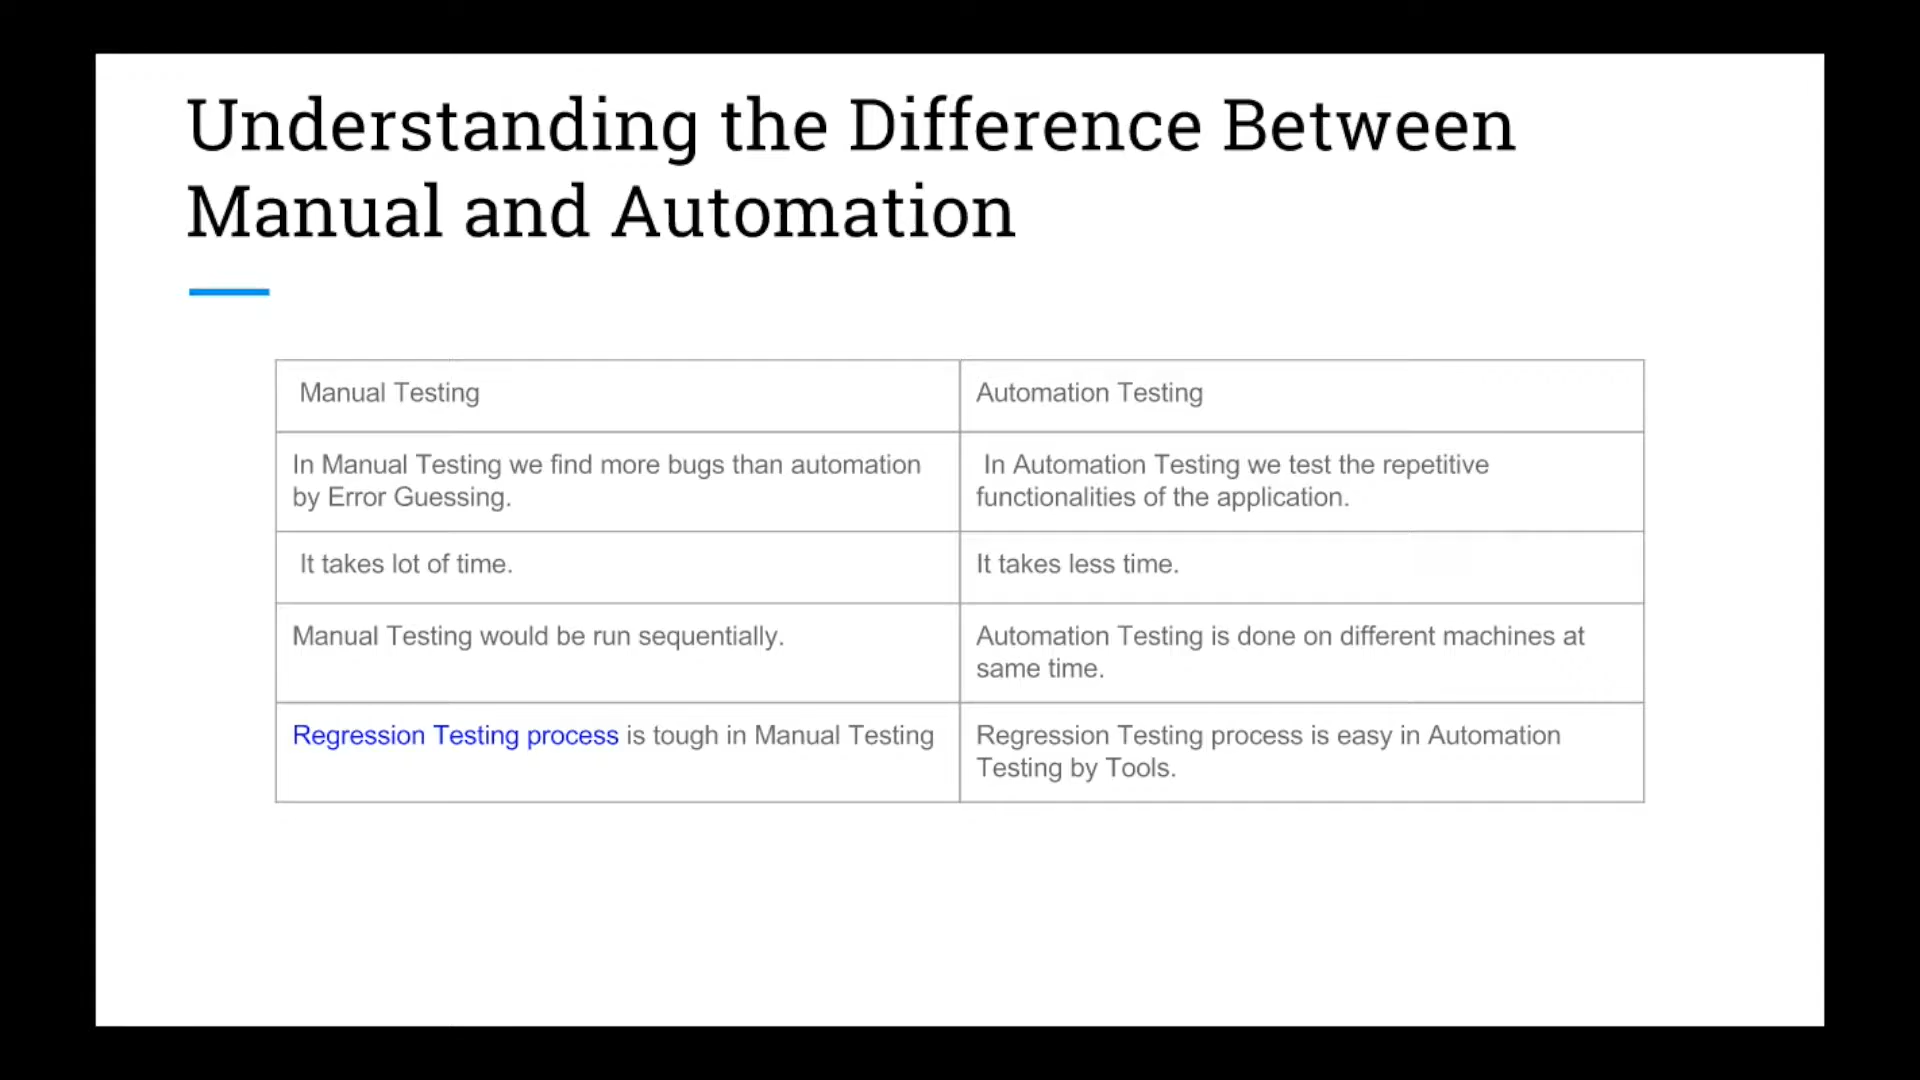 Understanding the Difference Between
Manual and Automation
Manual Testing
Automation Testing
In Manual Testing we find more bugs than automation
by Error Guessing.
In Automation Testing we test the repetitive
functionalities of the application.
It takes lot of time.
It takes less time.
Manual Testing would be run sequentially.
Automation Testing is done on different machines at
same time.
Regression Testing process is tough in Manual Testing
Regression Testing process is easy in Automation
Testing by Tools.